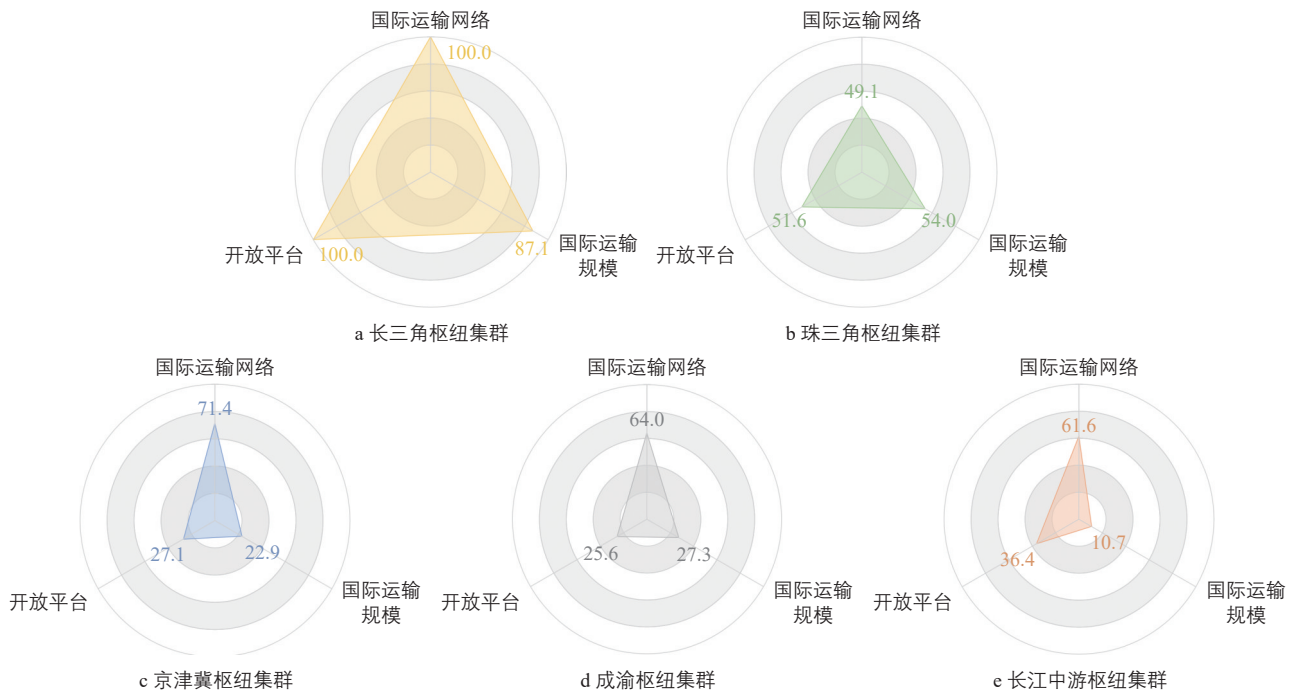 国际运输网络
100.0
开放平台
100.0
87.1
国际运输
规模
a 长三角枢纽集群
国际运输网络
49.1
开放平台
51.6
54.0
国际运输
规模
b 珠三角枢纽集群
国际运输网络
71.4
开放平台
27.1
22.9
国际运输
规模
c 京津冀枢纽集群
国际运输网络
64.0
开放平台
25.6
27.3
国际运输
规模
d 成渝枢纽集群
国际运输网络
61.6
开放平台
36.4
10.7
国际运输
规模
e 长江中游枢纽集群